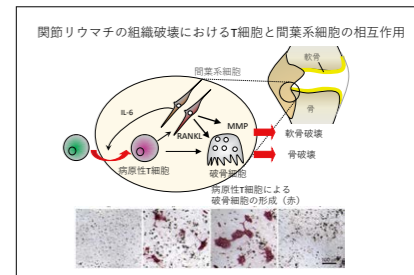 関節リウマチの組織破壊におけるT細胞と間葉系細胞の相互作用
間葉系細胞
軟骨
骨
IL-6
RANKL
MMP
軟骨破壊
骨破壊
病原性T細胞
破骨細胞
病原性T細胞による
破骨細胞の形成（赤）